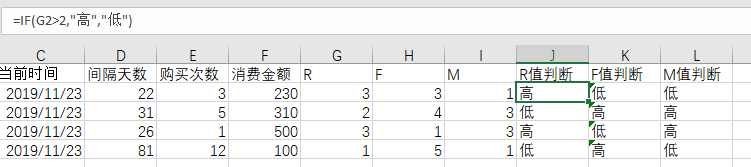 =IF(G2>2,"高","低")
C D E F G H I J K L
当前时间 间隔天数 购买次数 消费金额 R F M R值判断 F值判断 M值判断
2019/11/23 22 3 230 3 3 1 高 低 低
2019/11/23 31 5 310 2 4 3 低 高 高
2019/11/23 26 1 500 3 1 3 高 低 高
2019/11/23 81 12 100 1 5 1 低 高 低